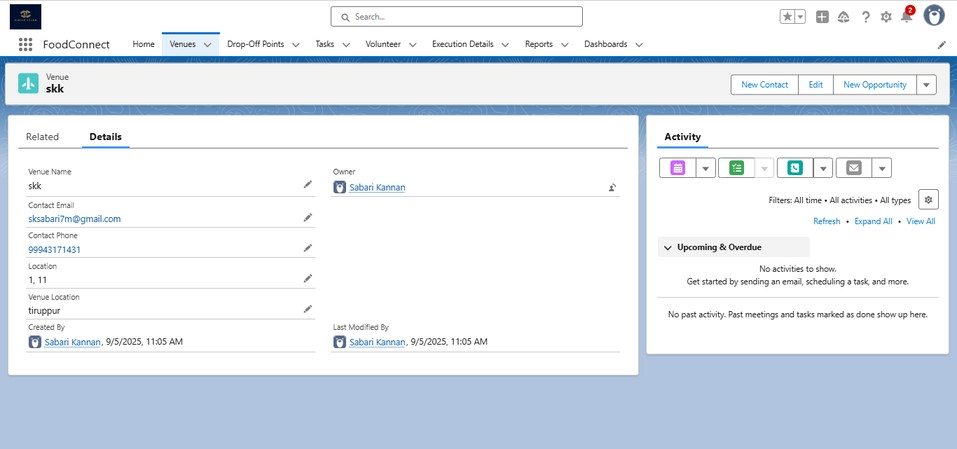 Search...
2
FoodConnect
Home
Venues
Drop-Off Points
Tasks
Volunteer
Execution Details
Reports
Dashboards
Venue
skk
New Contact
Edit
New Opportunity
Related
Details
Venue Name
skk
Owner
Sabari Kannan
Contact Email
sksabari7m@gmail.com
Contact Phone
99943171431
Location
1, 11
Venue Location
tiruppur
Created By
Sabari Kannan, 9/5/2025, 11:05 AM
Last Modified By
Sabari Kannan, 9/5/2025, 11:05 AM
Activity
Filters: All time • All activities • All types
Refresh • Expand All • View All
Upcoming & Overdue
No activities to show.
Get started by sending an email, scheduling a task, and more.
No past activity. Past meetings and tasks marked as done show up here.